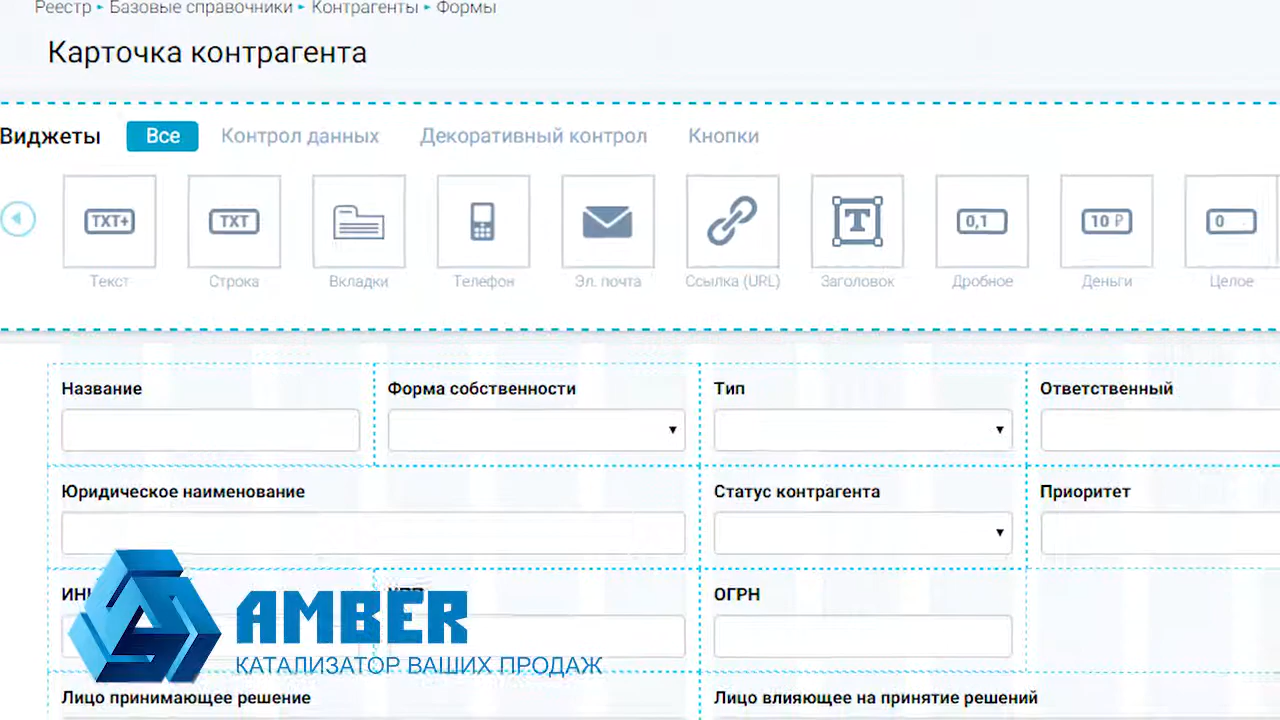 Реестр ▸ Базовые справочники ▸ Контрагенты ▸ Формы
Карточка контрагента
Виджеты Все Контрол данных Декоративный контрол Кнопки
TXT+ TXT T 0,1 10 ₽ 0
Текст Строка Вкладки Телефон Эл. почта Ссылка (URL) Заголовок Дробное Деньги Целое
Название Форма собственности Тип Ответственный
Юридическое наименование Статус контрагента Приоритет
ОГРН
AMBER
КАТАЛИЗАТОР ВАШИХ ПРОДАЖ
Лицо принимающее решение Лицо влияющее на принятие решений